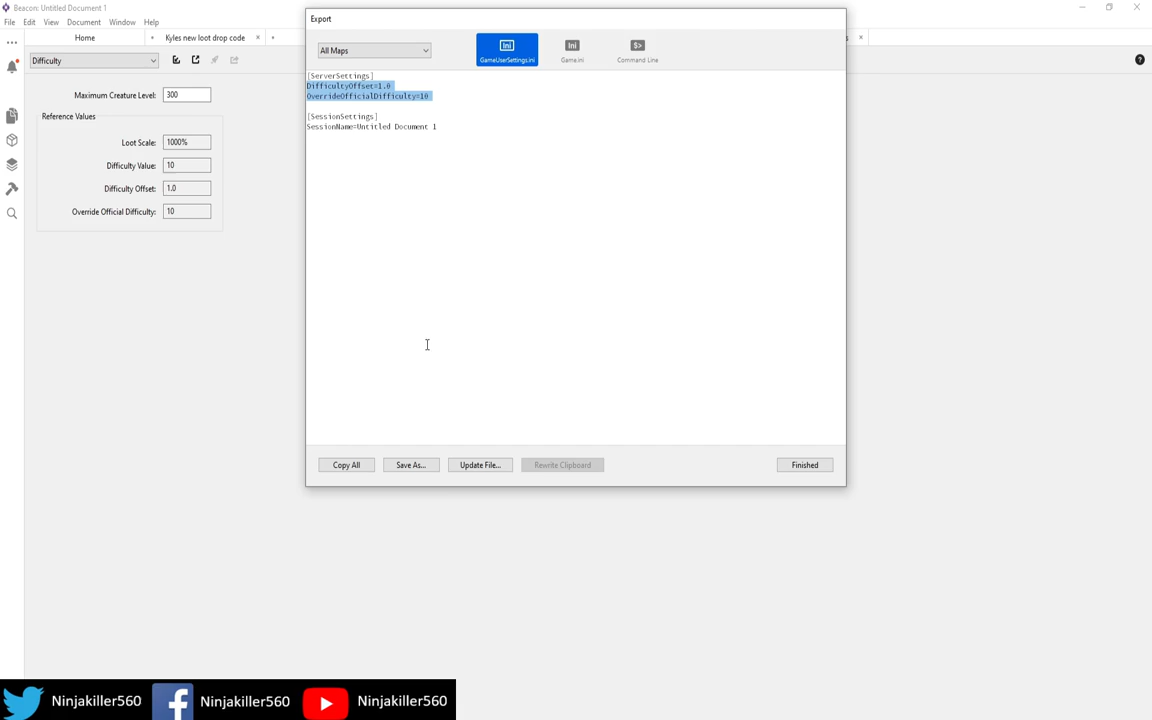 Beacon: Untitled Document 1
File Edit View Document Window Help
Home
Kyles new loot drop code
Difficulty
Maximum Creature Level: 300
Reference Values
Loot Scale: 1000%
Difficulty Value: 10
Difficulty Offset: 1.0
Override Official Difficulty: 10
Export
All Maps
Ini
GameUserSettings.ini
Ini
Game.ini
$>
Command Line
[ServerSettings]
DifficultyOffset=1.0
OverrideOfficialDifficulty=10
[SessionSettings]
SessionName=Untitled Document 1
Copy All Save As... Update File... Rewrite Clipboard Finished
Ninjakiller560 Ninjakiller560 Ninjakiller560